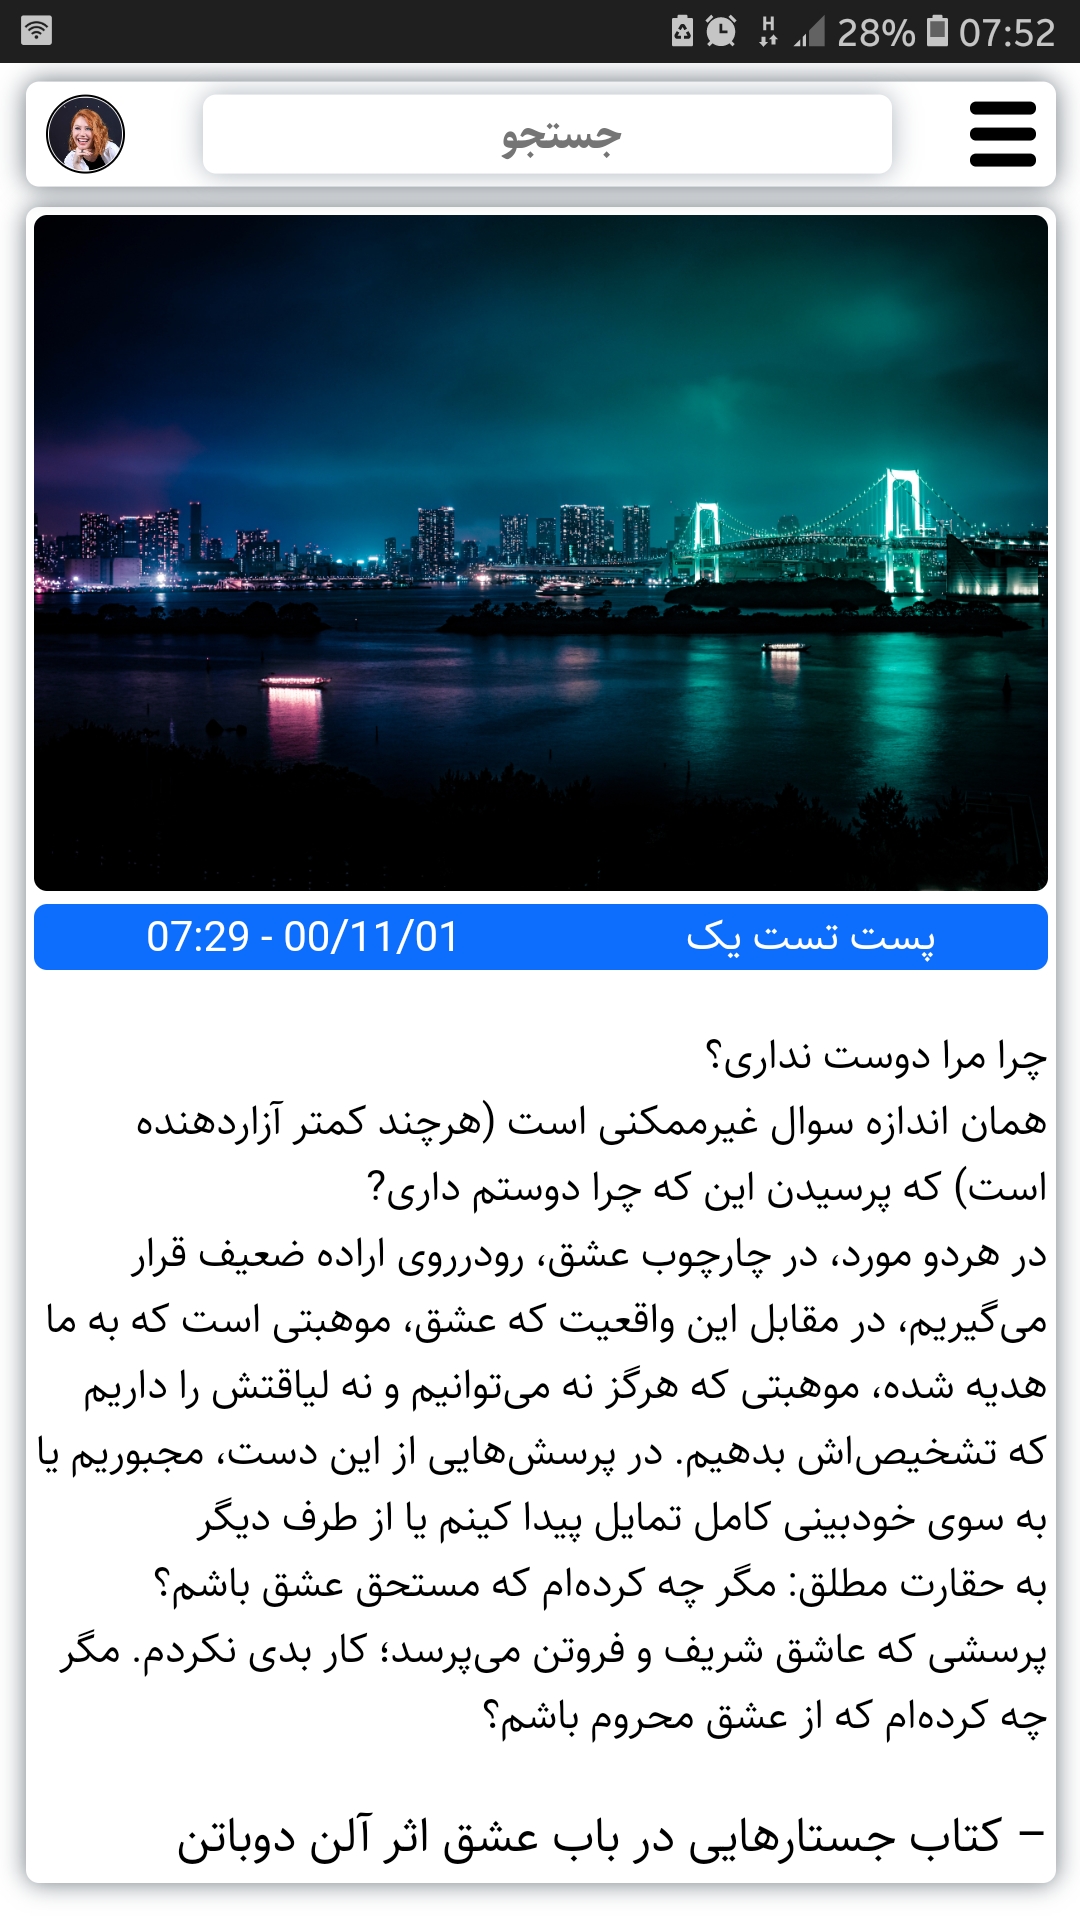 28% 07:52
جستجو
پست تست یک
07:29 - 00/11/01
چرا مرا دوست نداری؟
همان اندازه سوال غیرممکنی است (هرچند کمتر آزاردهنده
است) که پرسیدن این که چرا دوستم داری?
در هردو مورد، در چارچوب عشق، رودرروی اراده ضعیف قرار
می‌گیریم، در مقابل این واقعیت که عشق، موهبتی است که به ما
هدیه شده، موهبتی که هرگز نه می‌توانیم و نه لیاقتش را داریم
که تشخیص‌اش بدهیم. در پرسش‌هایی از این دست، مجبوریم یا
به سوی خودبینی کامل تمایل پیدا کینم یا از طرف دیگر
به حقارت مطلق: مگر چه کرده‌ام که مستحق عشق باشم؟
پرسشی که عاشق شریف و فروتن می‌پرسد؛ کار بدی نکردم. مگر
چه کرده‌ام که از عشق محروم باشم؟
– کتاب جستارهایی در باب عشق اثر آلن دوباتن